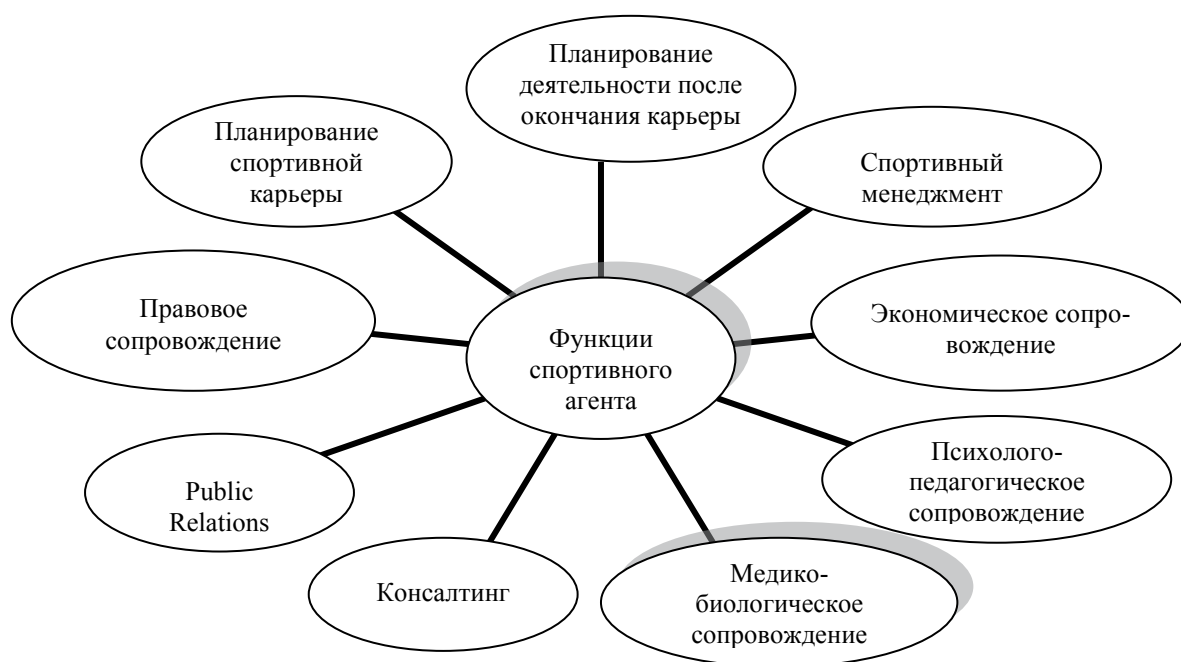 Планирование
деятельности после
окончания карьеры
Планирование
спортивной
карьеры
Спортивный
менеджмент
Правовое
сопровождение
Функции
спортивного
агента
Экономическое сопро-
вождение
Public
Relations
Психолого-
педагогическое
сопровождение
Консалтинг
Медико-
биологическое
сопровождение